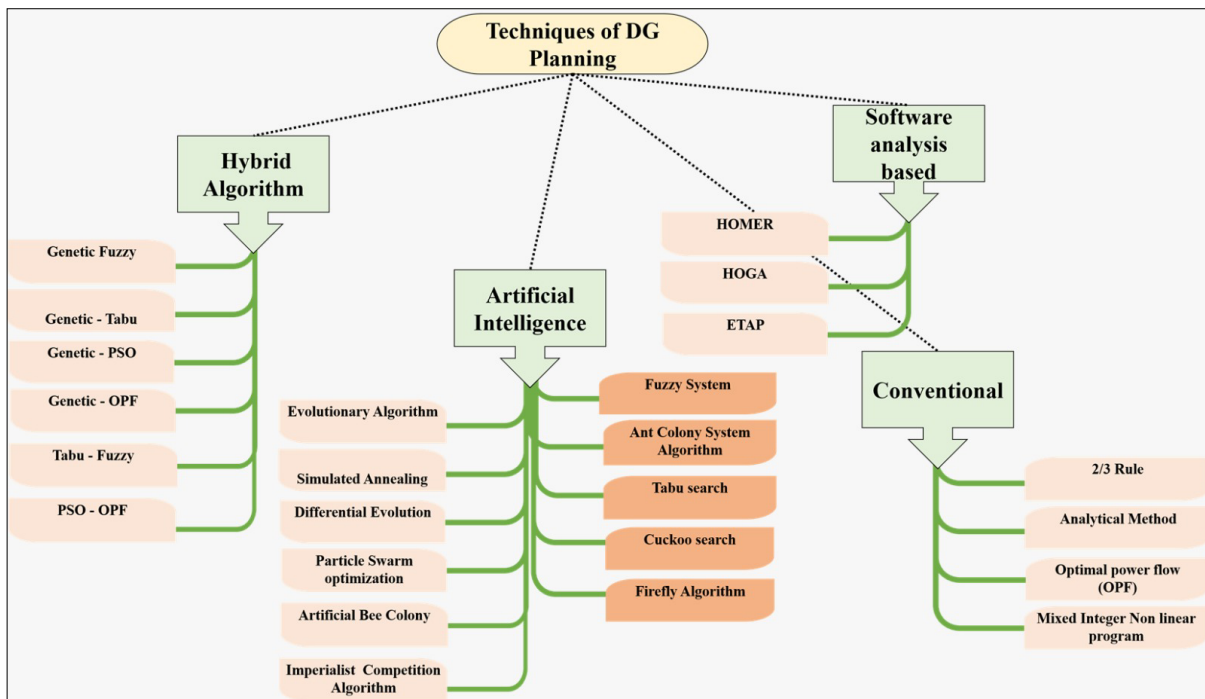 Techniques of DG
Planning
Hybrid
Algorithm
Genetic Fuzzy
Genetic - Tabu
Genetic - PSO
Genetic - OPF
Tabu - Fuzzy
PSO - OPF
Artificial
Intelligence
Evolutionary Algorithm
Simulated Annealing
Differential Evolution
Particle Swarm
optimization
Artificial Bee Colony
Imperialist Competition
Algorithm
Fuzzy System
Ant Colony System
Algorithm
Tabu search
Cuckoo search
Firefly Algorithm
Software
analysis
based
HOMER
HOGA
ETAP
Conventional
2/3 Rule
Analytical Method
Optimal power flow
(OPF)
Mixed Integer Non linear
program